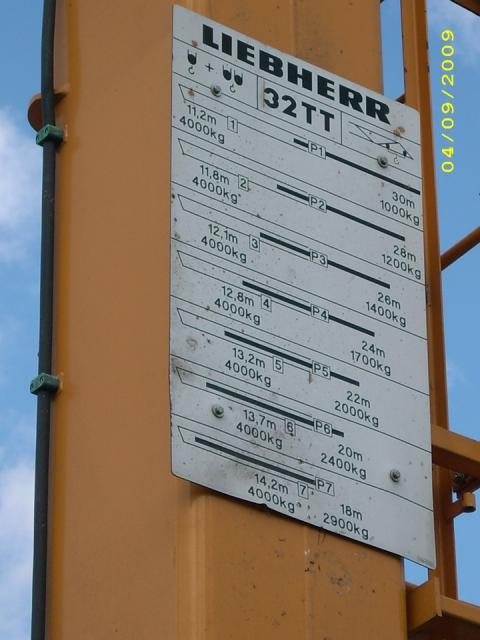 LIEBHERR
32TT
11,2m 1 P1 30m
4000kg 1000kg
11,8m 2 P2 28m
4000kg 1200kg
12,1m 3 P3 26m
4000kg 1400kg
12,8m 4 P4 24m
4000kg 1700kg
13,2m 5 P5 22m
4000kg 2000kg
13,7m 6 P6 20m
4000kg 2400kg
14,2m 7 P7 18m
4000kg 2900kg
04/09/2009